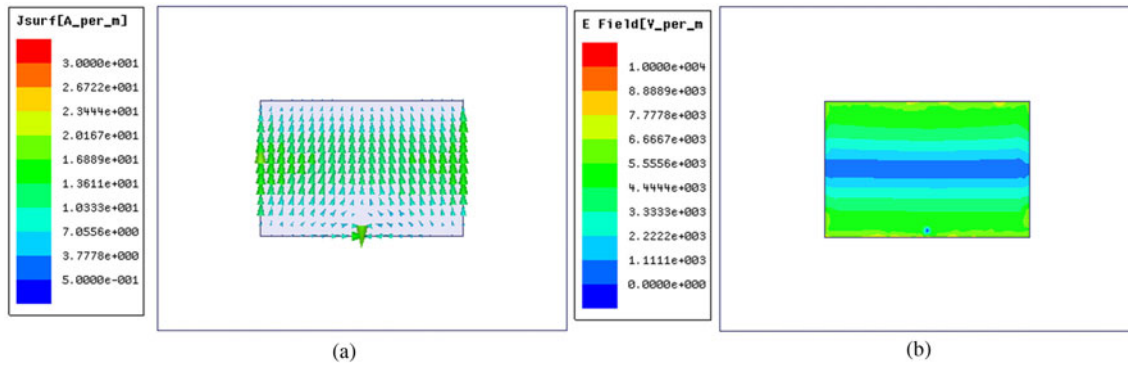 Jsurf[A_per_m]
3.0000e+001
2.6722e+001
2.3444e+001
2.0167e+001
1.6889e+001
1.3611e+001
1.0333e+001
7.0556e+000
3.7778e+000
5.0000e-001
(a)
E Field[V_per_m
1.0000e+004
8.8889e+003
7.7778e+003
6.6667e+003
5.5556e+003
4.4444e+003
3.3333e+003
2.2222e+003
1.1111e+003
0.0000e+000
(b)